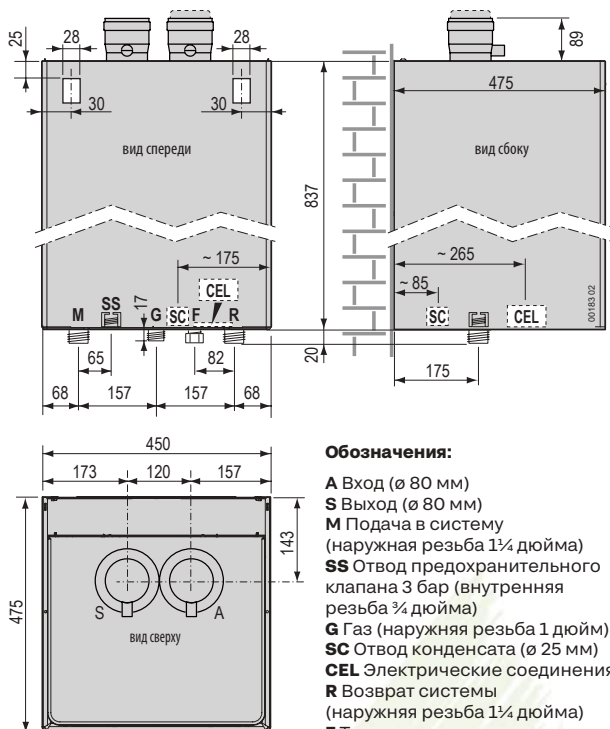 25
28
28
30
30
вид спереди
837
~ 175
CEL
M
SS
17
G
SC
F
R
65
82
20
68
157
157
68
89
475
вид сбоку
~ 265
~ 85
SC
CEL
00183 02
175
450
173
120
157
143
475
S
A
вид сверху
Обозначения:
A Вход (ø 80 мм)
S Выход (ø 80 мм)
M Подача в систему
(наружная резьба 1¼ дюйма)
SS Отвод предохранительного
клапана 3 бар (внутренняя
резьба ¾ дюйма)
G Газ (наружняя резьба 1 дюйм)
SC Отвод конденсата (ø 25 мм)
CEL Электрические соединения
R Возврат системы
(наружняя резьба 1¼ дюйма)